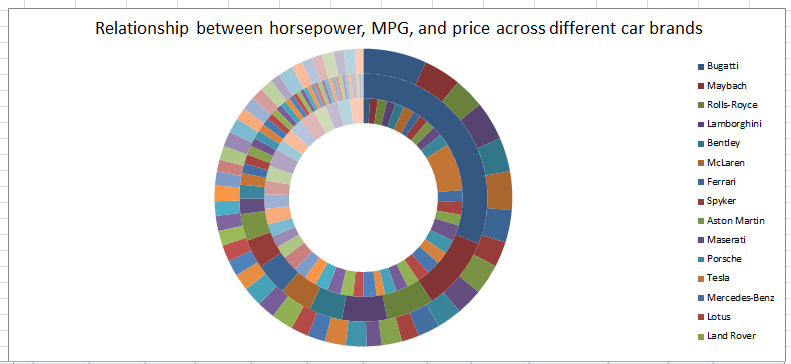 Relationship between horsepower, MPG, and price across different car brands
Bugatti
Maybach
Rolls-Royce
Lamborghini
Bentley
McLaren
Ferrari
Spyker
Aston Martin
Maserati
Porsche
Tesla
Mercedes-Benz
Lotus
Land Rover